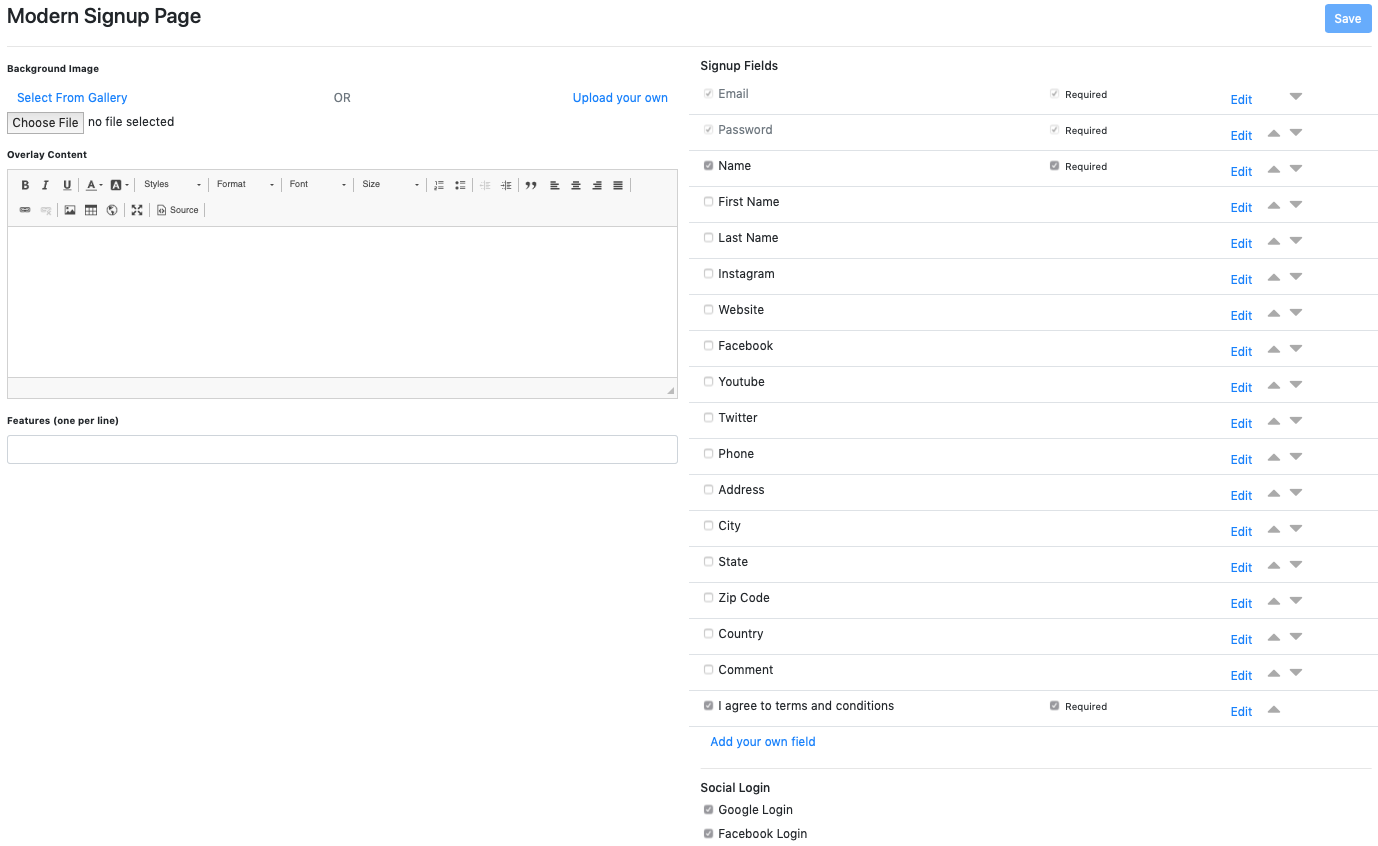 Modern Signup Page
Save
Background Image
Select From Gallery OR Upload your own
Choose File no file selected
Overlay Content
B I U A A Styles Format Font Size
Source
Features (one per line)
Signup Fields
Email Required Edit
Password Required Edit
Name Required Edit
First Name Edit
Last Name Edit
Instagram Edit
Website Edit
Facebook Edit
Youtube Edit
Twitter Edit
Phone Edit
Address Edit
City Edit
State Edit
Zip Code Edit
Country Edit
Comment Edit
I agree to terms and conditions Required Edit
Add your own field
Social Login
Google Login
Facebook Login